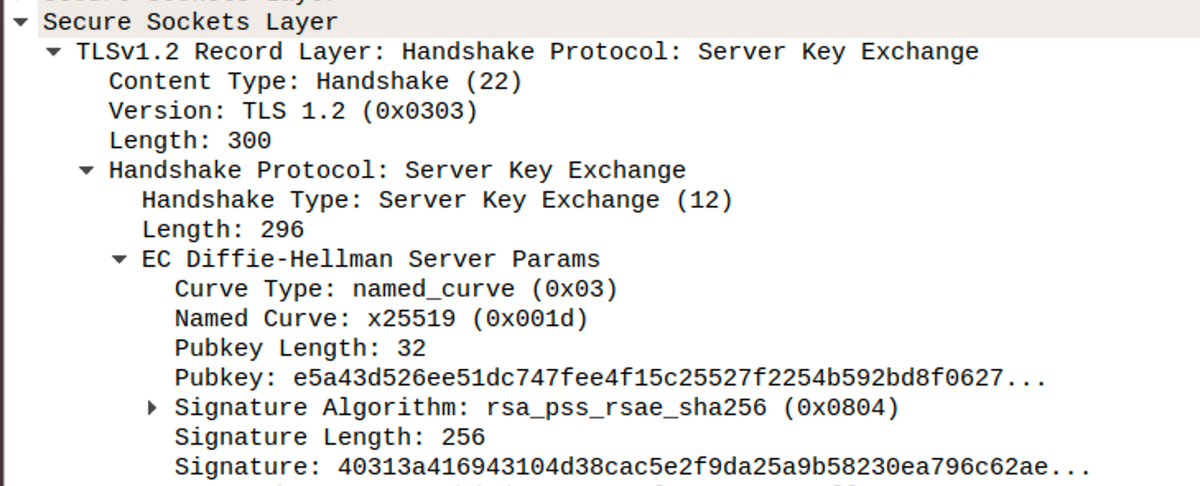 Secure Sockets Layer
TLSv1.2 Record Layer: Handshake Protocol: Server Key Exchange
Content Type: Handshake (22)
Version: TLS 1.2 (0x0303)
Length: 300
Handshake Protocol: Server Key Exchange
Handshake Type: Server Key Exchange (12)
Length: 296
EC Diffie-Hellman Server Params
Curve Type: named_curve (0x03)
Named Curve: x25519 (0x001d)
Pubkey Length: 32
Pubkey: e5a43d526ee51dc747fee4f15c25527f2254b592bd8f0627...
Signature Algorithm: rsa_pss_rsae_sha256 (0x0804)
Signature Length: 256
Signature: 40313a416943104d38cac5e2f9da25a9b58230ea796c62ae...